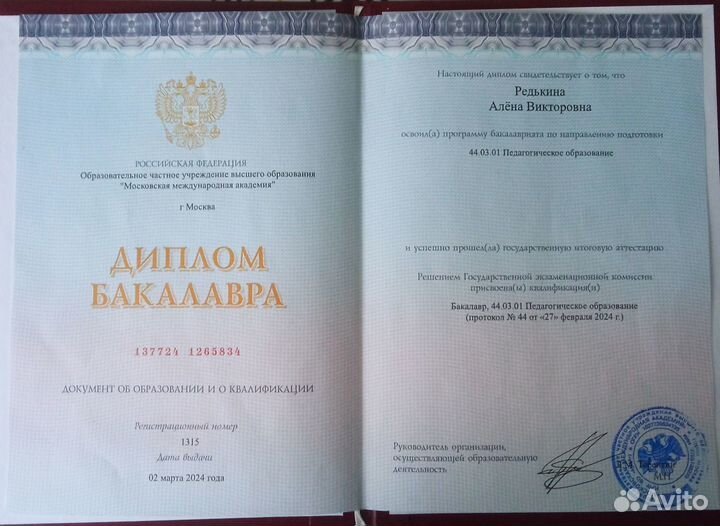 РОССИЙСКАЯ ФЕДЕРАЦИЯ
Образовательное частное учреждение высшего образования
"Московская международная академия"
г Москва
ДИПЛОМ
БАКАЛАВРА
137724 1265834
ДОКУМЕНТ ОБ ОБРАЗОВАНИИ И О КВАЛИФИКАЦИИ
Регистрационный номер
1315
Дата выдачи
02 марта 2024 года
Настоящий диплом свидетельствует о том, что
Редькина
Алёна Викторовна
освоил(а) программу бакалавриата по направлению подготовки
44.03.01 Педагогическое образование
и успешно прошел(ла) государственную итоговую аттестацию
Решением Государственной экзаменационной комиссии
присвоена(ы) квалификация(и)
Бакалавр, 44.03.01 Педагогическое образование
(протокол № 44 от «27» февраля 2024 г.)
Руководитель организации,
осуществляющей образовательную
деятельность
М.П.
Avito